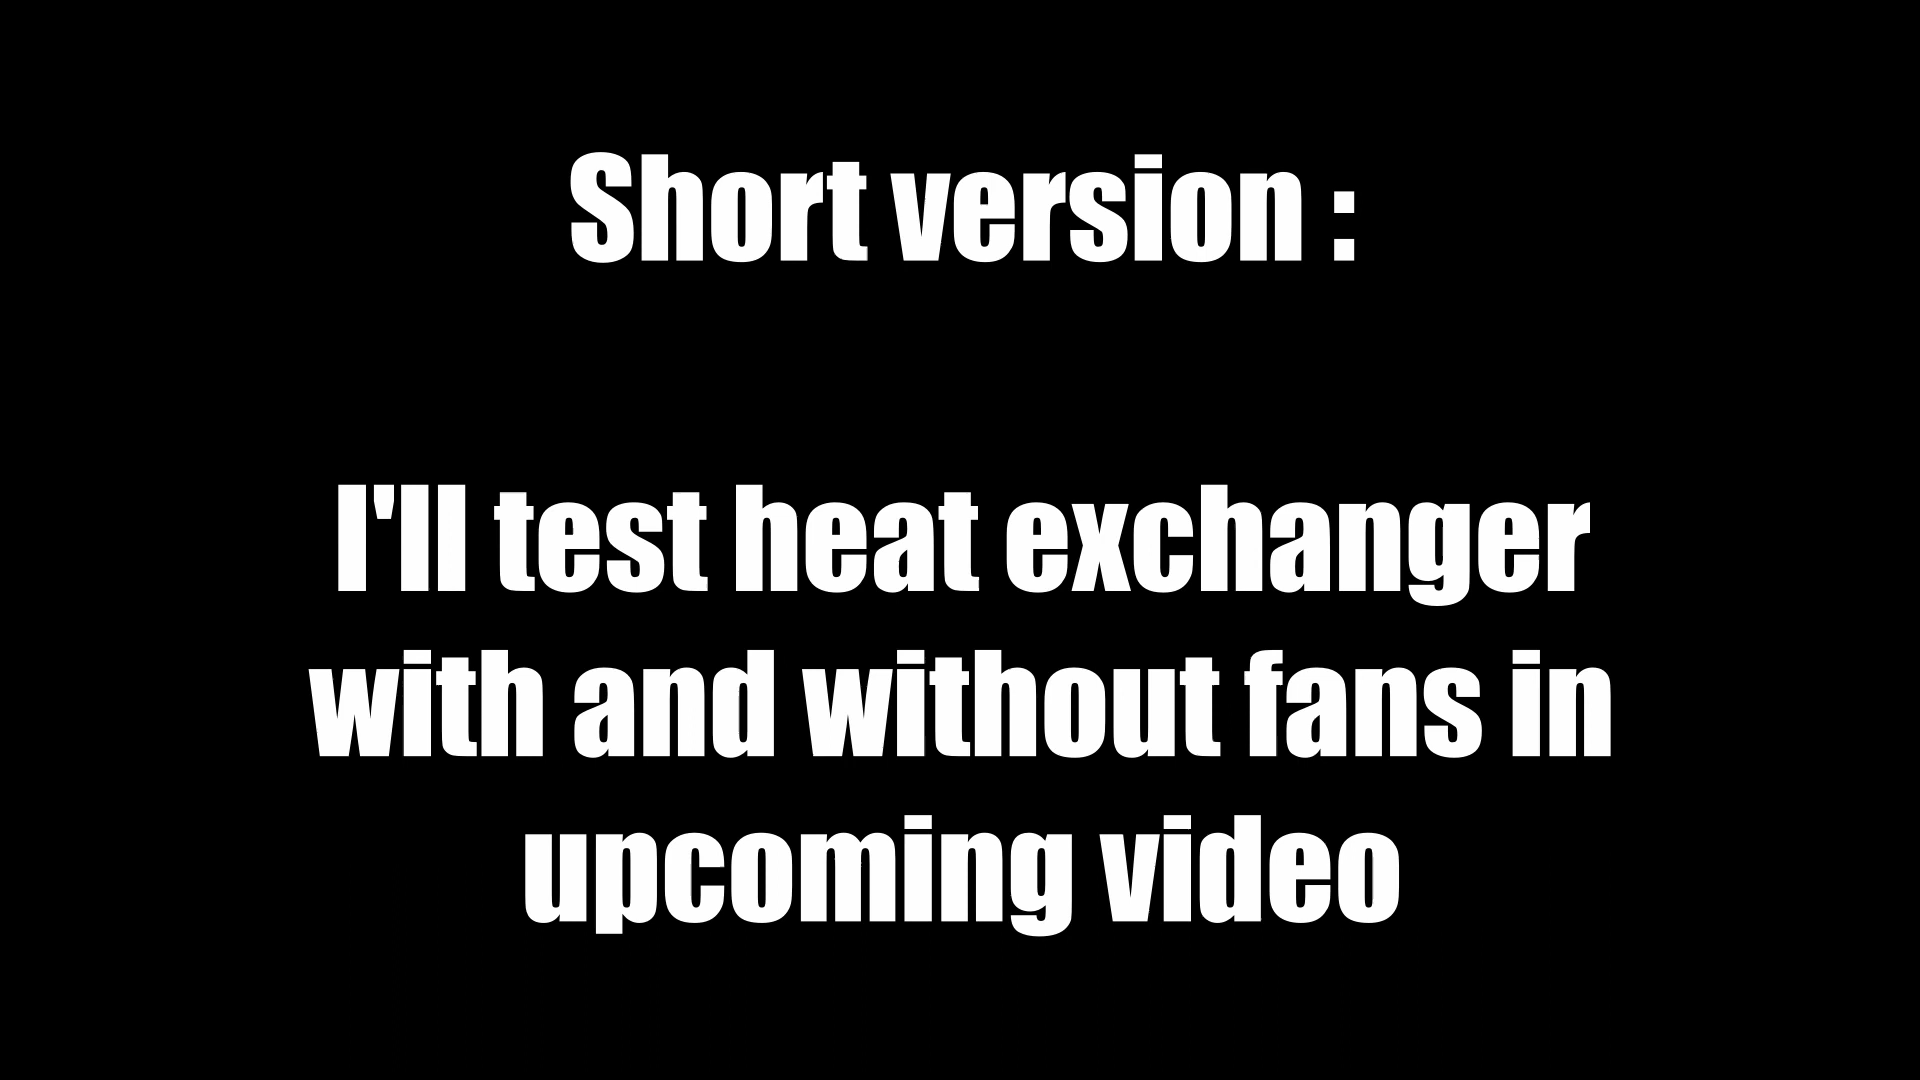 Short version :
I'll test heat exchanger
with and without fans in
upcoming video